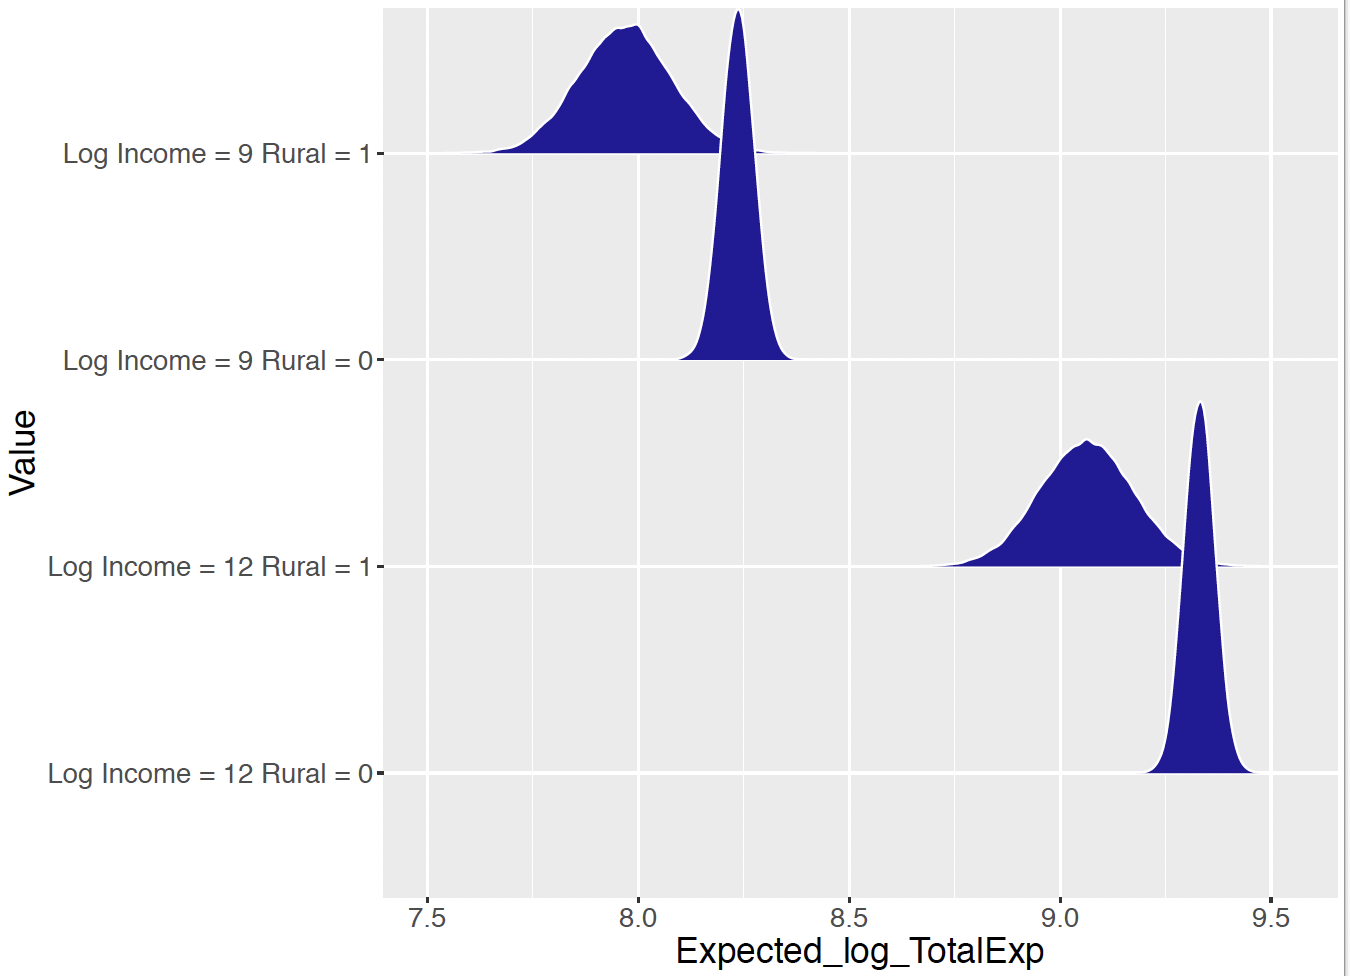 Log Income = 9 Rural = 1
Log Income = 9 Rural = 0
Value
Log Income = 12 Rural = 1
Log Income = 12 Rural = 0
7.5 8.0 8.5 9.0 9.5
Expected_log_TotalExp